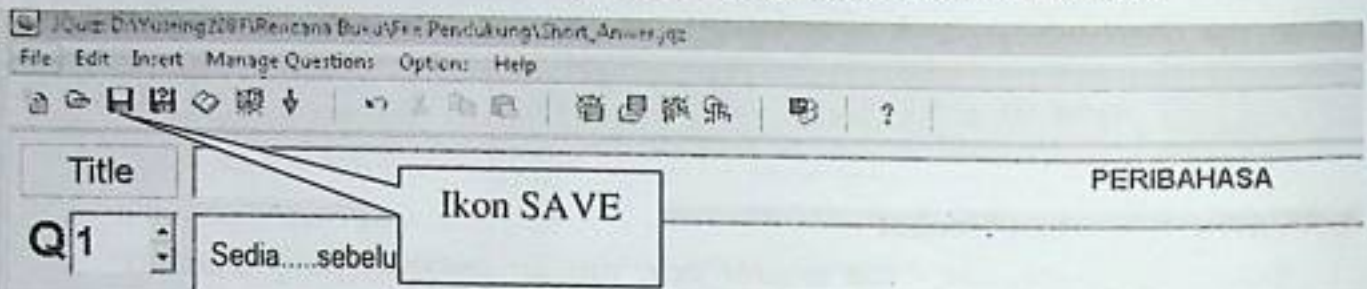 File Edit Insert Manage Questions Options Help
?
Title
PERIBAHASA
Ikon SAVE
Q 1
Sedia.....sebelu